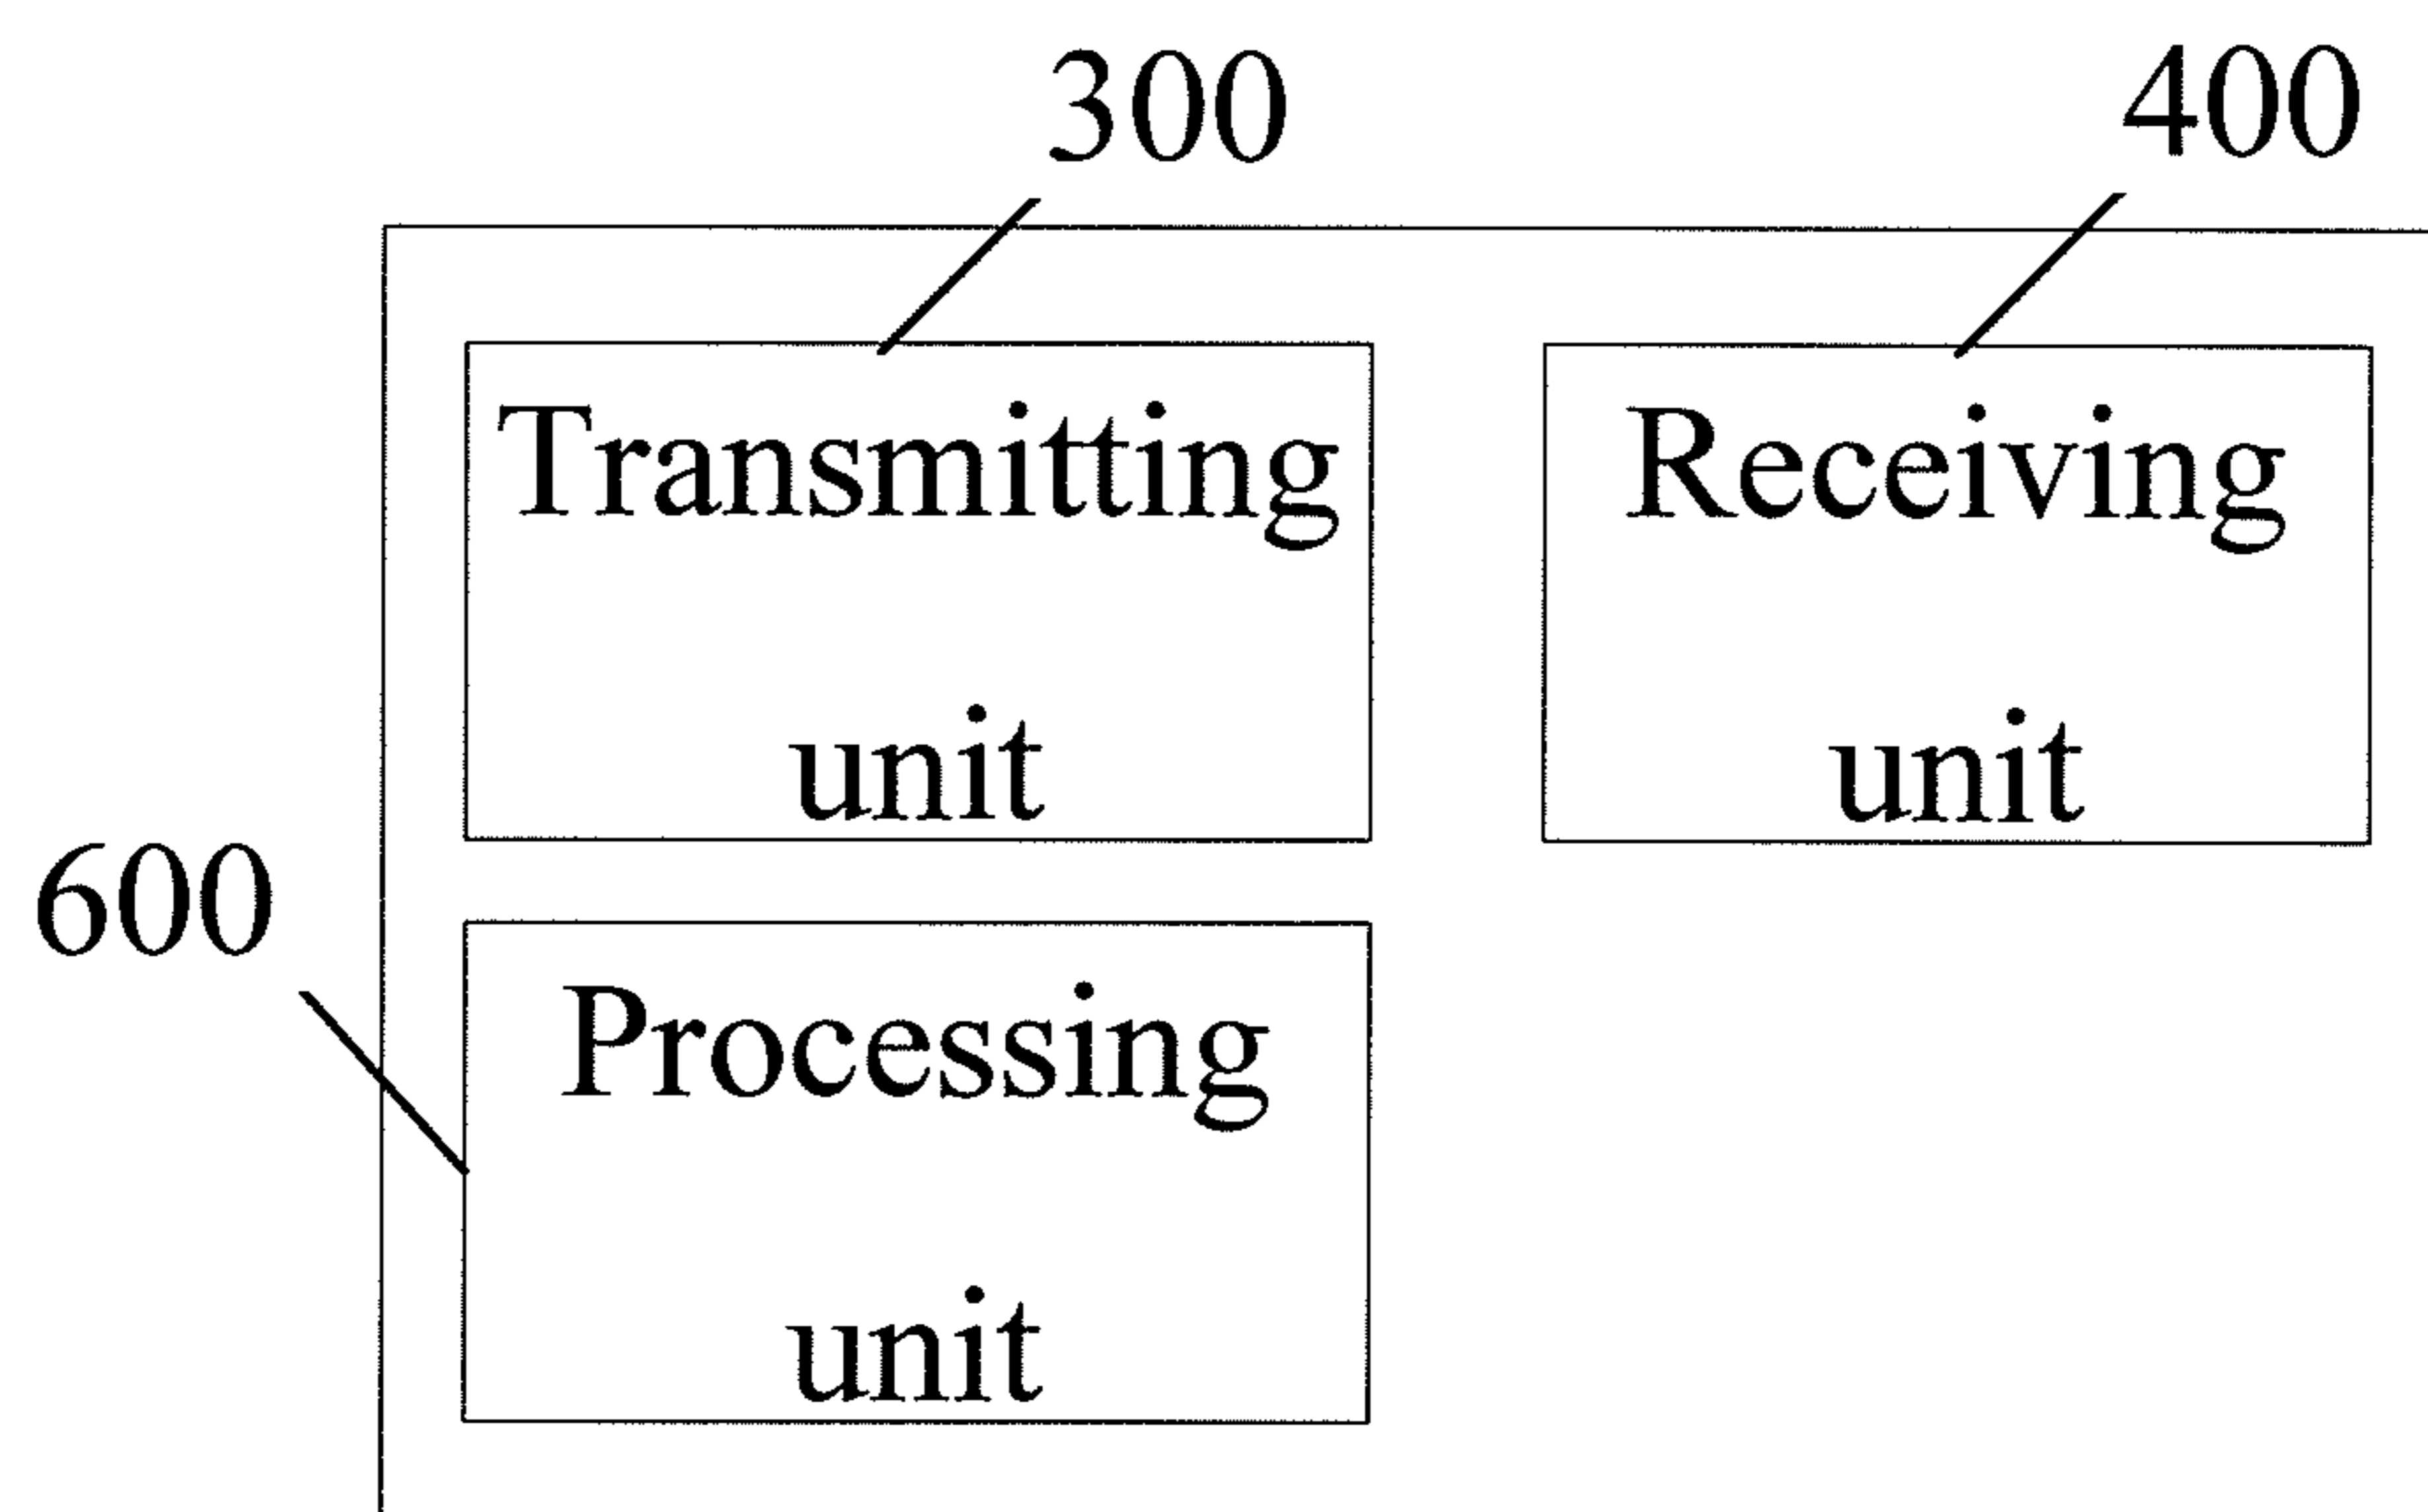 300
400
Transmitting
unit
Receiving
unit
600
Processing
unit